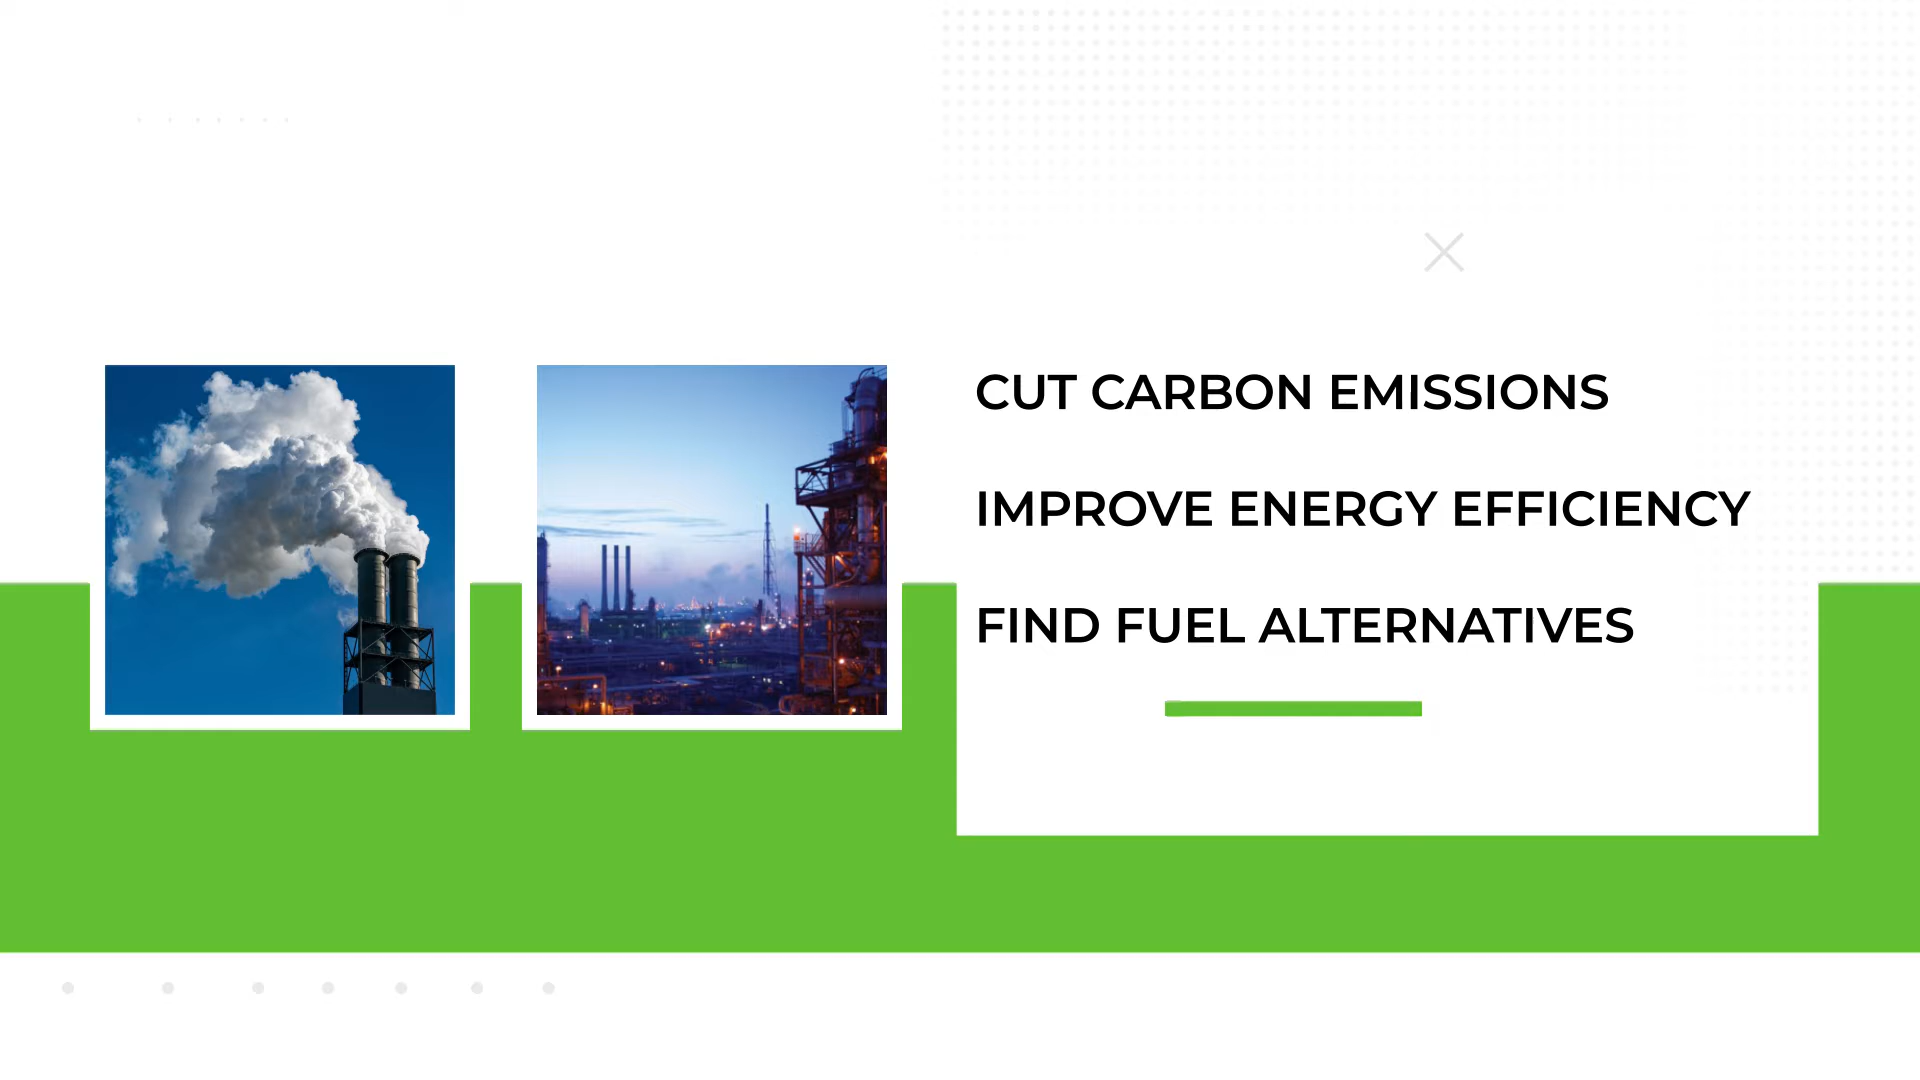 CUT CARBON EMISSIONS
IMPROVE ENERGY EFFICIENCY
FIND FUEL ALTERNATIVES